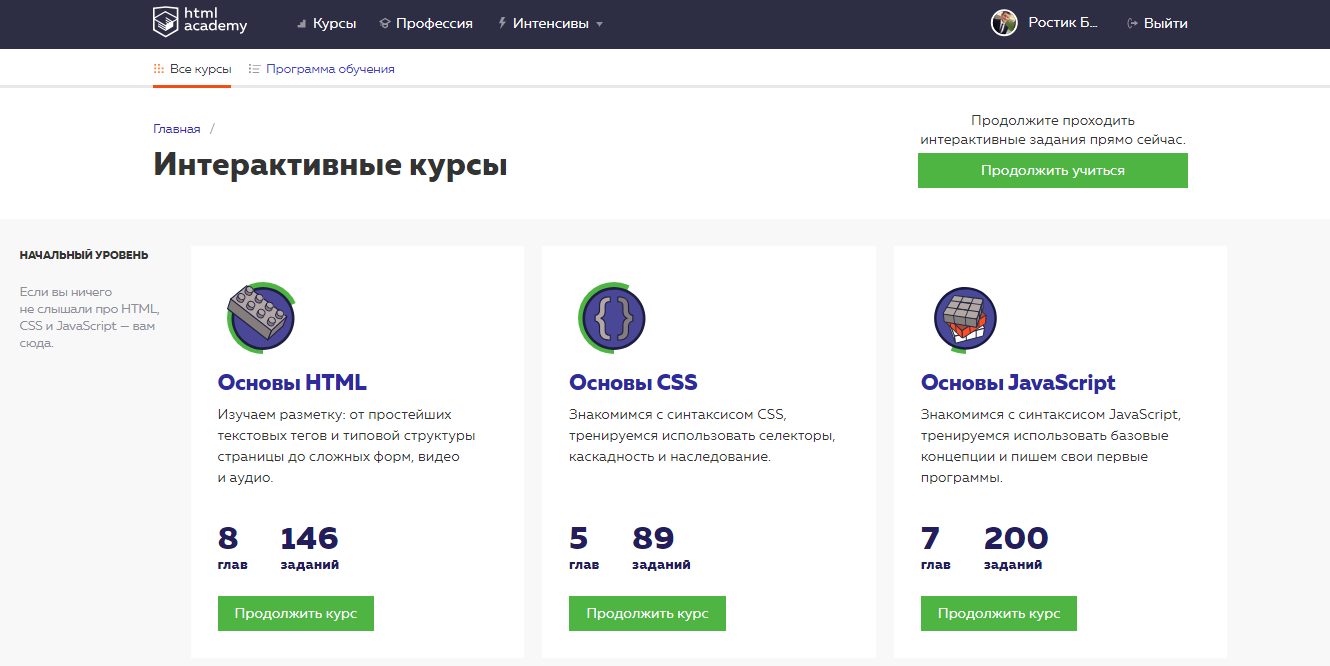 html
academy
Курсы
Профессия
Интенсивы
Ростик Б...
Выйти
Все курсы
Программа обучения
Главная /
Интерактивные курсы
Продолжите проходить
интерактивные задания прямо сейчас.
Продолжить учиться
НАЧАЛЬНЫЙ УРОВЕНЬ
Если вы ничего
не слышали про HTML,
CSS и JavaScript — вам
сюда.
Основы HTML
Изучаем разметку: от простейших
текстовых тегов и типовой структуры
страницы до сложных форм, видео
и аудио.
8 146
глав заданий
Продолжить курс
Основы CSS
Знакомимся с синтаксисом CSS,
тренируемся использовать селекторы,
каскадность и наследование.
5 89
глав заданий
Продолжить курс
Основы JavaScript
Знакомимся с синтаксисом JavaScript,
тренируемся использовать базовые
концепции и пишем свои первые
программы.
7 200
глав заданий
Продолжить курс